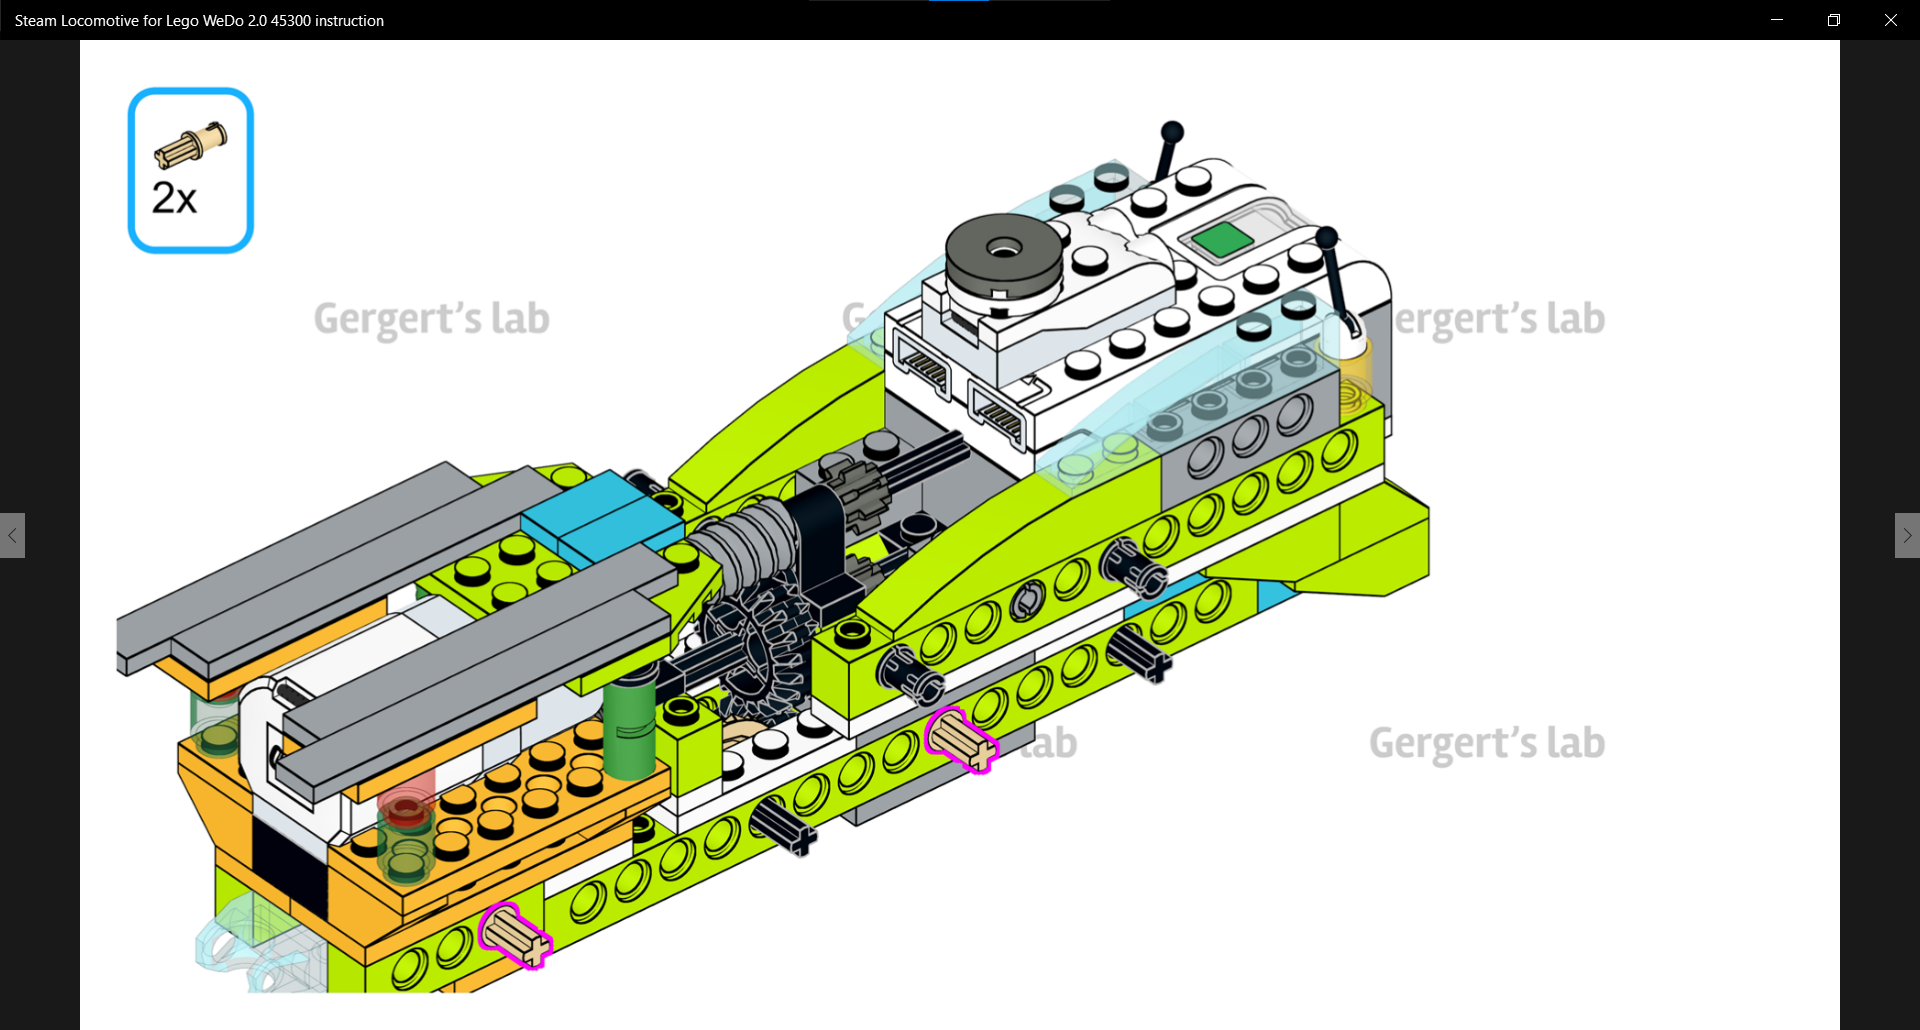 Steam Locomotive for Lego WeDo 2.0 45300 instruction
2x
Gergert's lab
ergert's lab
lab
Gergert's lab